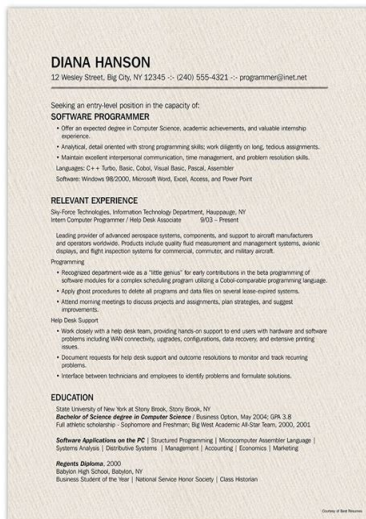 DIANA HANSON
12 Wesley Street, Big City, NY 12345 -:- (240) 555-4321 -:- programmer@inet.net
Seeking an entry-level position in the capacity of:
SOFTWARE PROGRAMMER
• Offer an expected degree in Computer Science, academic achievements, and valuable internship
experience.
• Analytical, detail oriented with strong programming basic skills; work diligently on long, tedious assignments.
• Maintain excellent interpersonal communication, time management, and problem resolution skills.
Languages: C++ Turbo, Basic, Cobol, Visual Basic, Pascal, Assembler
Software: Windows 98/2000, Microsoft Word, Excel, Access, and Power Point
RELEVANT EXPERIENCE
Sky-Force Technologies, Information Technology Department, Hauppauge, NY
Intern Computer Programmer / Help Desk Associate 9/03 – Present
Leading provider of advanced aerospace systems, components, and support to aircraft manufacturers
and operators worldwide. Products include quality fluid measurement and management systems, avionic
displays, and flight inspection systems for commercial, commuter, and military aircraft.
Programming
• Recognized department-wide as a "little genius" for early contributions in the beta programming of
software modules for a complex scheduling program utilizing a Cobol-comparable programming language.
• Apply ghost procedures to delete all programs and data files on several lease-expired systems.
• Attend morning meetings to discuss projects and assignments, plan strategies, and suggest
improvements.
Help Desk Support
• Work closely with a help desk team, providing hands-on support to end users with hardware and software
problems including WAN connectivity, upgrades, configurations, data recovery, and extensive printing
issues.
• Document requests for help desk support and outcome resolutions to monitor and track recurring
problems.
• Interface between technicians and employees to identify problems and formulate solutions.
EDUCATION
State University of New York at Stony Brook, Stony Brook, NY
Bachelor of Science degree in Computer Science / Business Option, May 2004; GPA 3.8
Full athletic scholarship - Sophomore and Freshman; Big West Academic All-Star Team, 2000, 2001
Software Applications on the PC | Structured Programming | Microcomputer Assembler Language |
Systems Analysis | Distributive Systems | Management | Accounting | Economics | Marketing
Regents Diploma, 2000
Babylon High School, Babylon, NY
Business Student of the Year | National Service Honor Society | Class Historian
Courtesy of Best Resumes